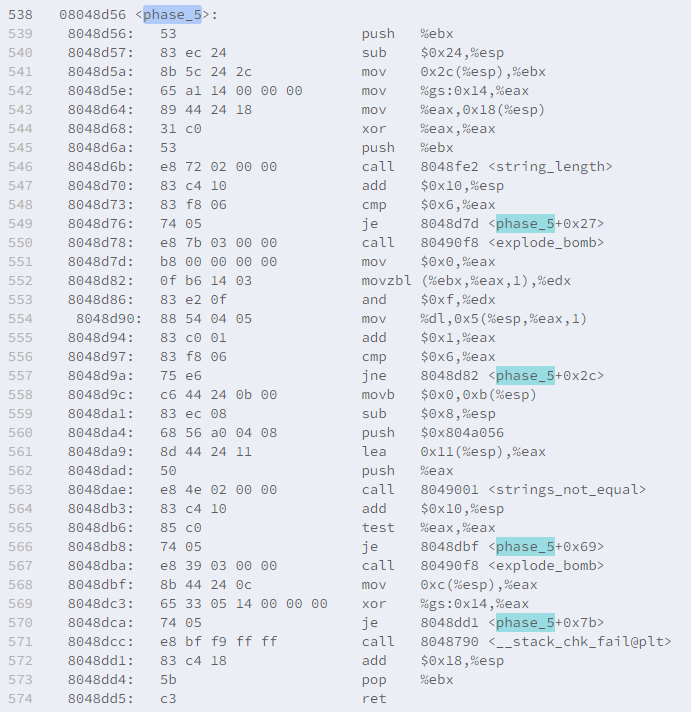 538 08048d56 <phase_5>:
539 8048d56: 53 push %ebx
540 8048d57: 83 ec 24 sub $0x24,%esp
541 8048d5a: 8b 5c 24 2c mov 0x2c(%esp),%ebx
542 8048d5e: 65 a1 14 00 00 00 mov %gs:0x14,%eax
543 8048d64: 89 44 24 18 mov %eax,0x18(%esp)
544 8048d68: 31 c0 xor %eax,%eax
545 8048d6a: 53 push %ebx
546 8048d6b: e8 72 02 00 00 call 8048fe2 <string_length>
547 8048d70: 83 c4 10 add $0x10,%esp
548 8048d73: 83 f8 06 cmp $0x6,%eax
549 8048d76: 74 05 je 8048d7d <phase_5+0x27>
550 8048d78: e8 7b 03 00 00 call 80490f8 <explode_bomb>
551 8048d7d: b8 00 00 00 00 mov $0x0,%eax
552 8048d82: 0f b6 14 03 movzbl (%ebx,%eax,1),%edx
553 8048d86: 83 e2 0f and $0xf,%edx
554 8048d90: 88 54 04 05 mov %dl,0x5(%esp,%eax,1)
555 8048d94: 83 c0 01 add $0x1,%eax
556 8048d97: 83 f8 06 cmp $0x6,%eax
557 8048d9a: 75 e6 jne 8048d82 <phase_5+0x2c>
558 8048d9c: c6 44 24 0b 00 movb $0x0,0xb(%esp)
559 8048da1: 83 ec 08 sub $0x8,%esp
560 8048da4: 68 56 a0 04 08 push $0x804a056
561 8048da9: 8d 44 24 11 lea 0x11(%esp),%eax
562 8048dad: 50 push %eax
563 8048dae: e8 4e 02 00 00 call 8049001 <strings_not_equal>
564 8048db3: 83 c4 10 add $0x10,%esp
565 8048db6: 85 c0 test %eax,%eax
566 8048db8: 74 05 je 8048dbf <phase_5+0x69>
567 8048dba: e8 39 03 00 00 call 80490f8 <explode_bomb>
568 8048dbf: 8b 44 24 0c mov 0xc(%esp),%eax
569 8048dc3: 65 33 05 14 00 00 00 xor %gs:0x14,%eax
570 8048dca: 74 05 je 8048dd1 <phase_5+0x7b>
571 8048dcc: e8 bf f9 ff ff call 8048790 <__stack_chk_fail@plt>
572 8048dd1: 83 c4 18 add $0x18,%esp
573 8048dd4: 5b pop %ebx
574 8048dd5: c3 ret